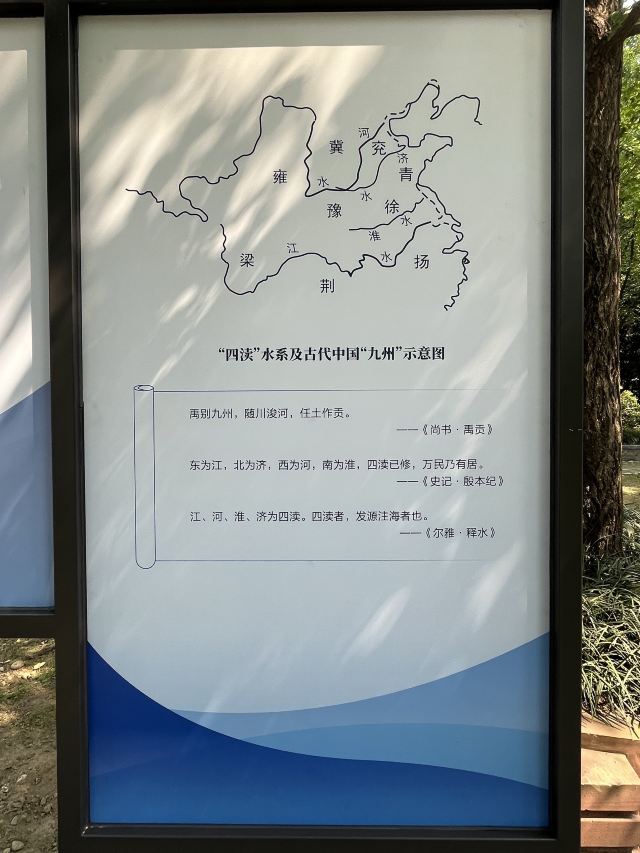 河
冀
兖
济
雍
水
青
水
豫
徐
水
淮
江
水
梁
扬
荆
“四渎”水系及古代中国“九州”示意图
禹别九州，随川浚河，任土作贡。
——《尚书·禹贡》
东为江，北为济，西为河，南为淮，四渎已修，万民乃有居。
——《史记·殷本纪》
江、河、淮、济为四渎。四渎者，发源注海者也。
——《尔雅·释水》